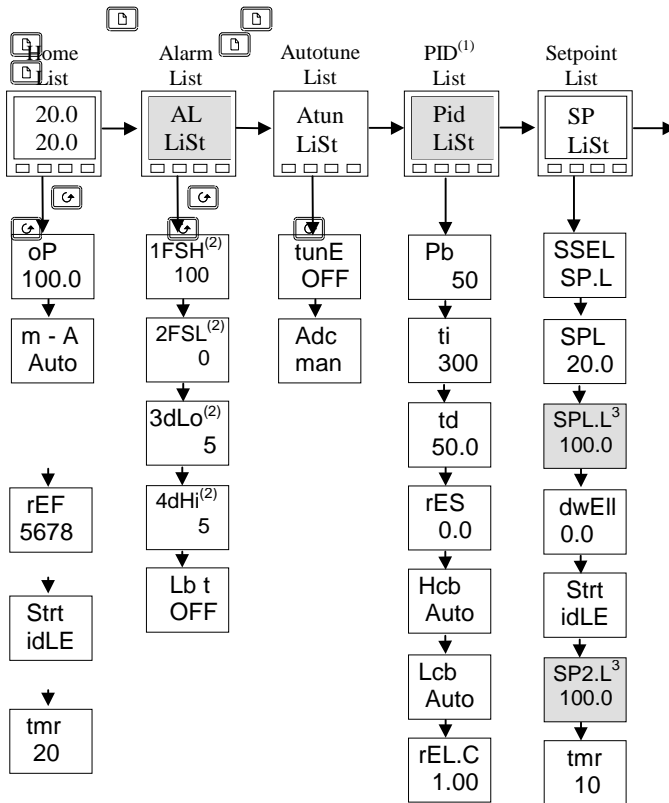 Home
List
20.0
20.0
oP
100.0
m - A
Auto
rEF
5678
Strt
idLE
tmr
20
Alarm
List
AL
LiSt
1FSH(2)
100
2FSL(2)
0
3dLo(2)
5
4dHi(2)
5
Lb t
OFF
Autotune
List
Atun
LiSt
tunE
OFF
Adc
man
PID(1)
List
Pid
LiSt
Pb
50
ti
300
td
50.0
rES
0.0
Hcb
Auto
Lcb
Auto
rEL.C
1.00
Setpoint
List
SP
LiSt
SSEL
SP.L
SPL
20.0
SPL.L3
100.0
dwEll
0.0
Strt
idLE
SP2.L3
100.0
tmr
10